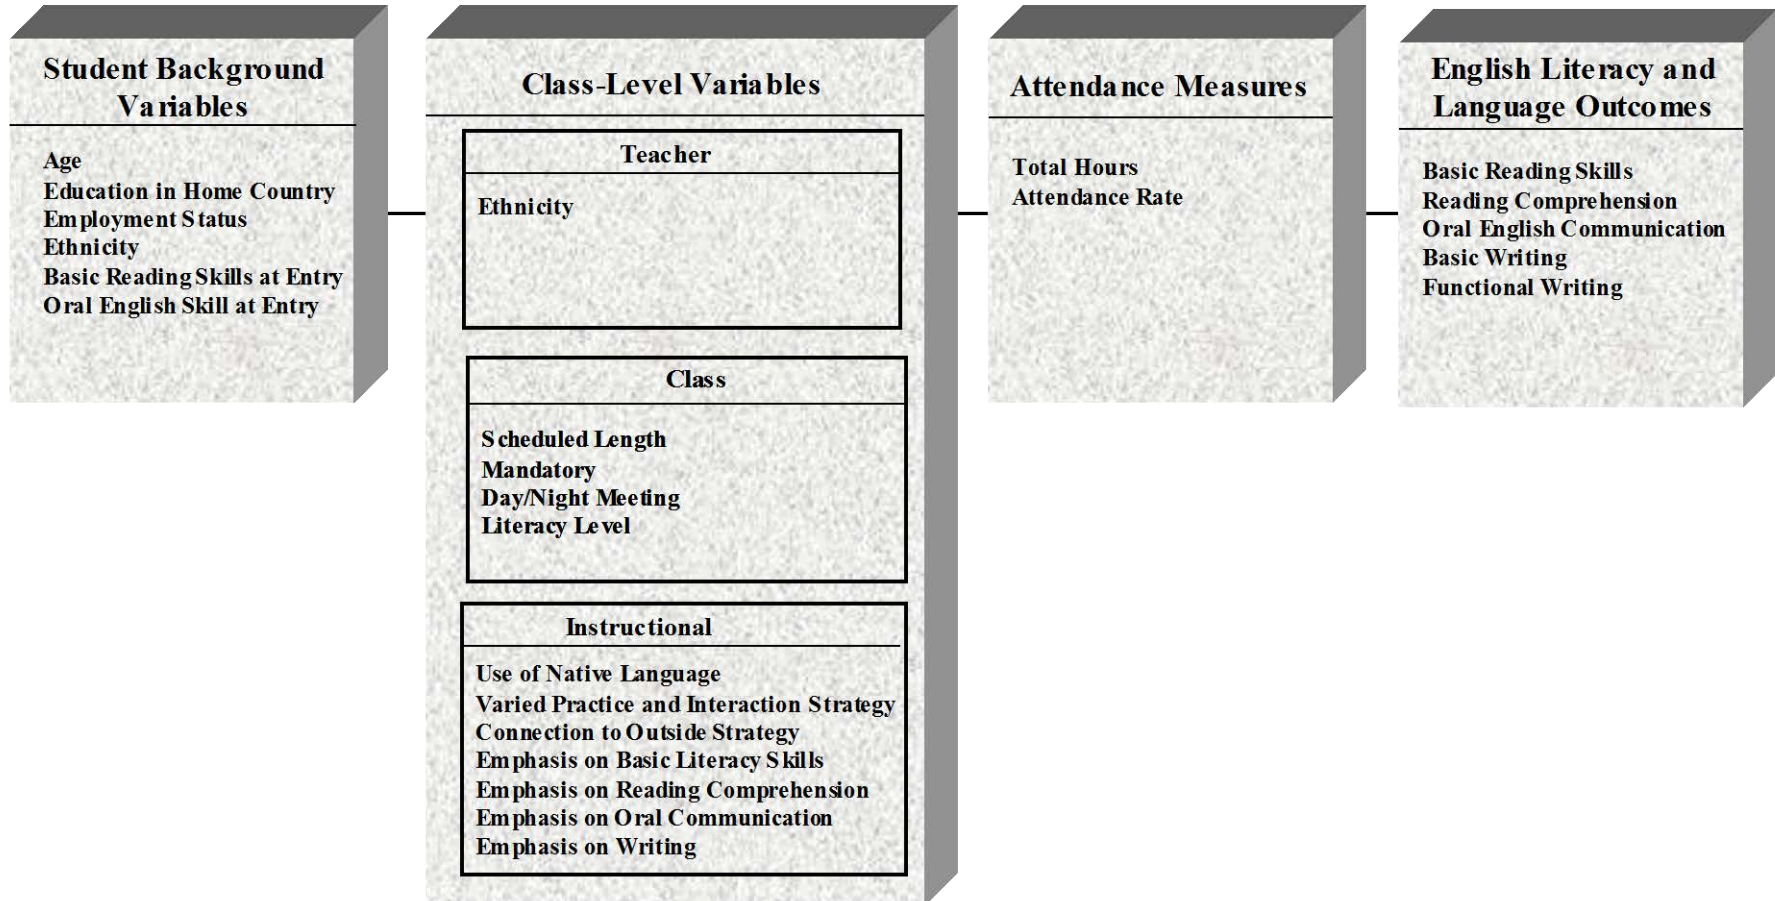 Student Background
Variables
Age
Education in Home Country
Employment Status
Ethnicity
Basic Reading Skills at Entry
Oral English Skill at Entry
Class-Level Variables
Teacher
Ethnicity
Class
Scheduled Length
Mandatory
Day/Night Meeting
Literacy Level
Instructional
Use of Native Language
Varied Practice and Interaction Strategy
Connection to Outside Strategy
Emphasis on Basic Literacy Skills
Emphasis on Reading Comprehension
Emphasis on Oral Communication
Emphasis on Writing
Attendance Measures
Total Hours
Attendance Rate
English Literacy and
Language Outcomes
Basic Reading Skills
Reading Comprehension
Oral English Communication
Basic Writing
Functional Writing